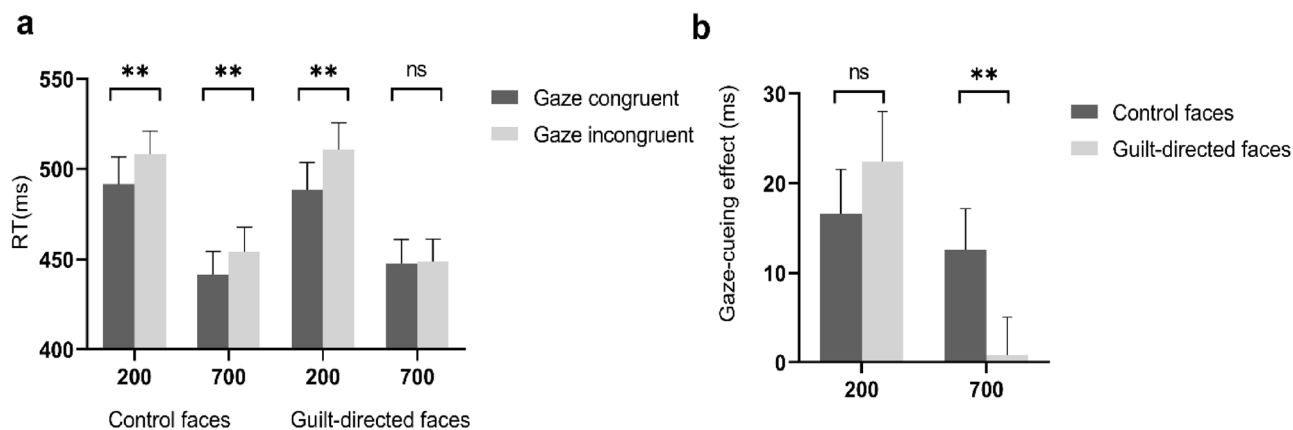 a
550
500
450
400
RT(ms)
** ** ** ns
200 700 200 700
Control faces Guilt-directed faces
Gaze congruent
Gaze incongruent
b
30
20
10
0
Gaze-cueing effect (ms)
ns **
200 700
Control faces
Guilt-directed faces